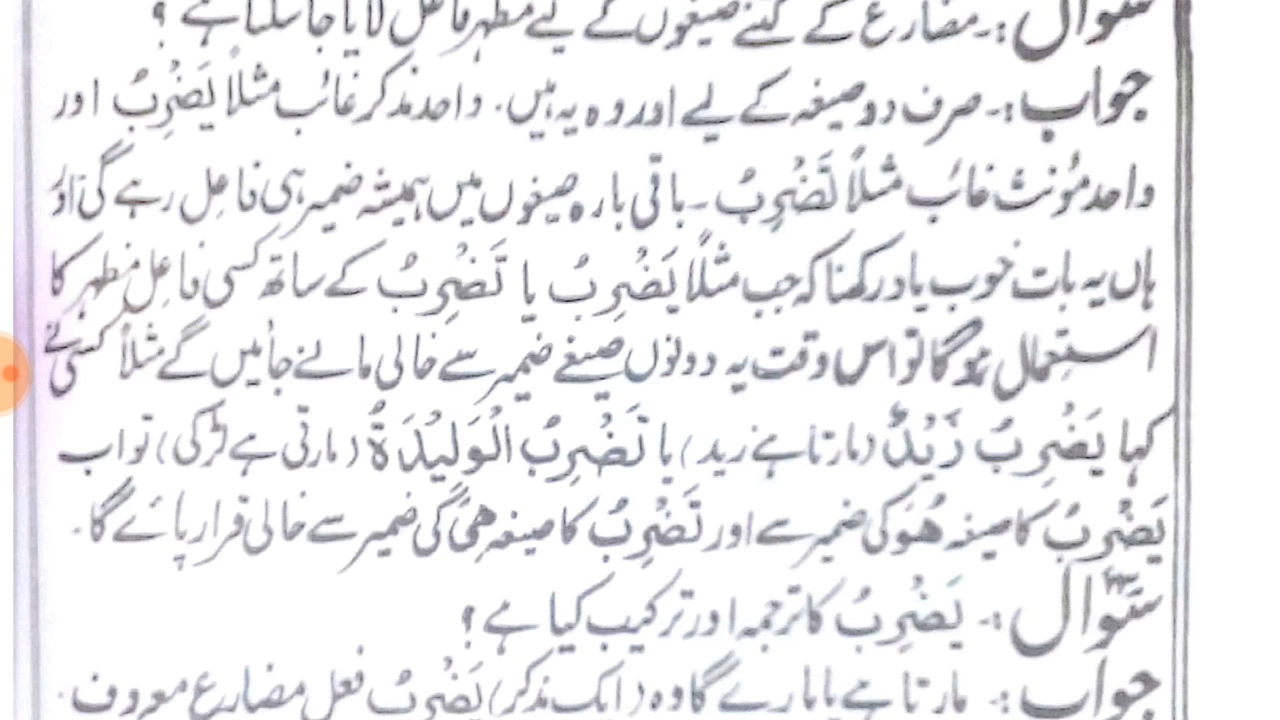 سوال :۔ مضارع کے کتنے صیغوں کے لیے مظہر فاعل لایا جا سکتا ہے ؟
جواب :۔ صرف دو صیغہ کے لیے اور وہ یہ ہیں۔ واحد مذکر غائب مثلاً یَضْرِبُ اور
واحد مؤنث غائب مثلاً تَضْرِبُ ۔ باقی بارہ صیغوں میں ہمیشہ ضمیر ہی فاعل رہے گی اور
ہاں یہ بات خوب یاد رکھنا کہ جب مثلاً یَضْرِبُ یا تَضْرِبُ کے ساتھ کسی فاعل مظہر کا
استعمال ہوگا تو اس وقت یہ دونوں صیغے ضمیر سے خالی مانے جائیں گے مثلاً کسی نے
کہا یَضْرِبُ زَیْدٌ (مارتا ہے زید) یا تَضْرِبُ الْوَلِیْدَةُ (مارتی ہے لڑکی) تو اب
یَضْرِبُ کا صیغہ ھُوَ کی ضمیر سے اور تَضْرِبُ کا صیغہ ھِیَ کی ضمیر سے خالی قرار پائے گا۔
سوال :۔ یَضْرِبُ کا ترجمہ اور ترکیب کیا ہے ؟
جواب :۔ مارتا ہے یا مارے گا وہ (ایک مذکر) یَضْرِبُ فعل مضارع معروف۔